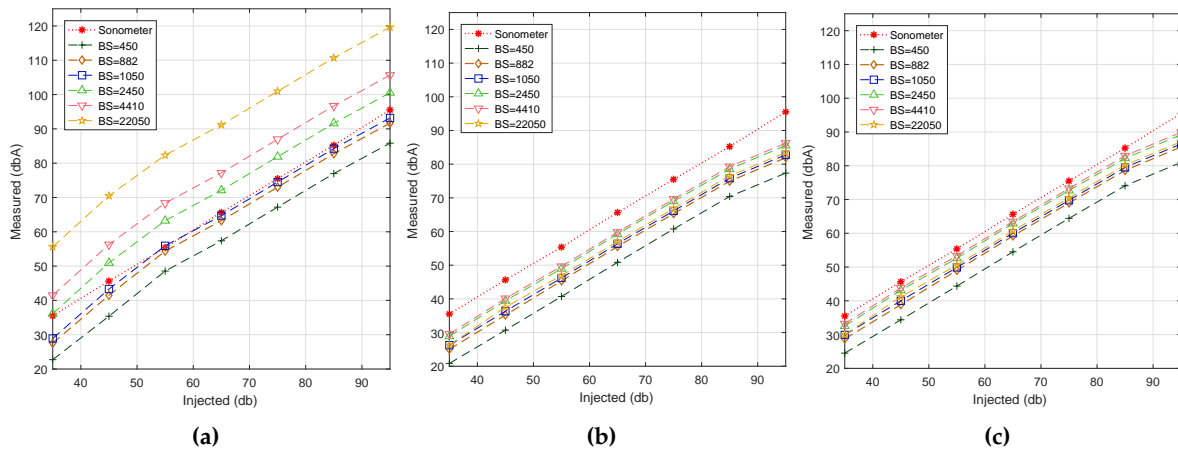 120
110
100
90
80
70
60
50
40
30
20
40 50 60 70 80 90
Measured (dbA)
Injected (db)
Sonometer
BS=450
BS=882
BS=1050
BS=2450
BS=4410
BS=22050
(a)
120
110
100
90
80
70
60
50
40
30
20
40 50 60 70 80 90
Measured (dbA)
Injected (db)
Sonometer
BS=450
BS=882
BS=1050
BS=2450
BS=4410
BS=22050
(b)
120
110
100
90
80
70
60
50
40
30
20
40 50 60 70 80 90
Measured (dbA)
Injected (db)
Sonometer
BS=450
BS=882
BS=1050
BS=2450
BS=4410
BS=22050
(c)